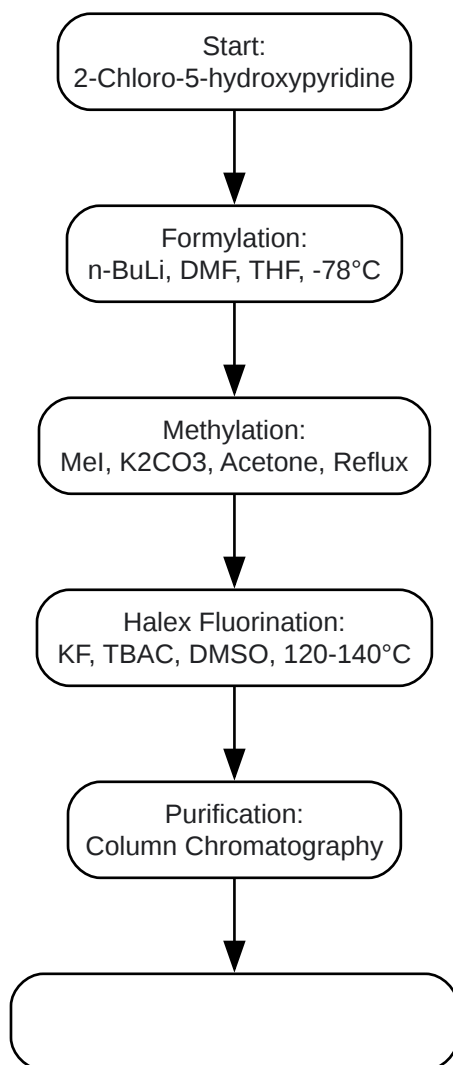 Start:
2-Chloro-5-hydroxypyridine
Formylation:
n-BuLi, DMF, THF, -78°C
Methylation:
MeI, K2CO3, Acetone, Reflux
Halex Fluorination:
KF, TBAC, DMSO, 120-140°C
Purification:
Column Chromatography